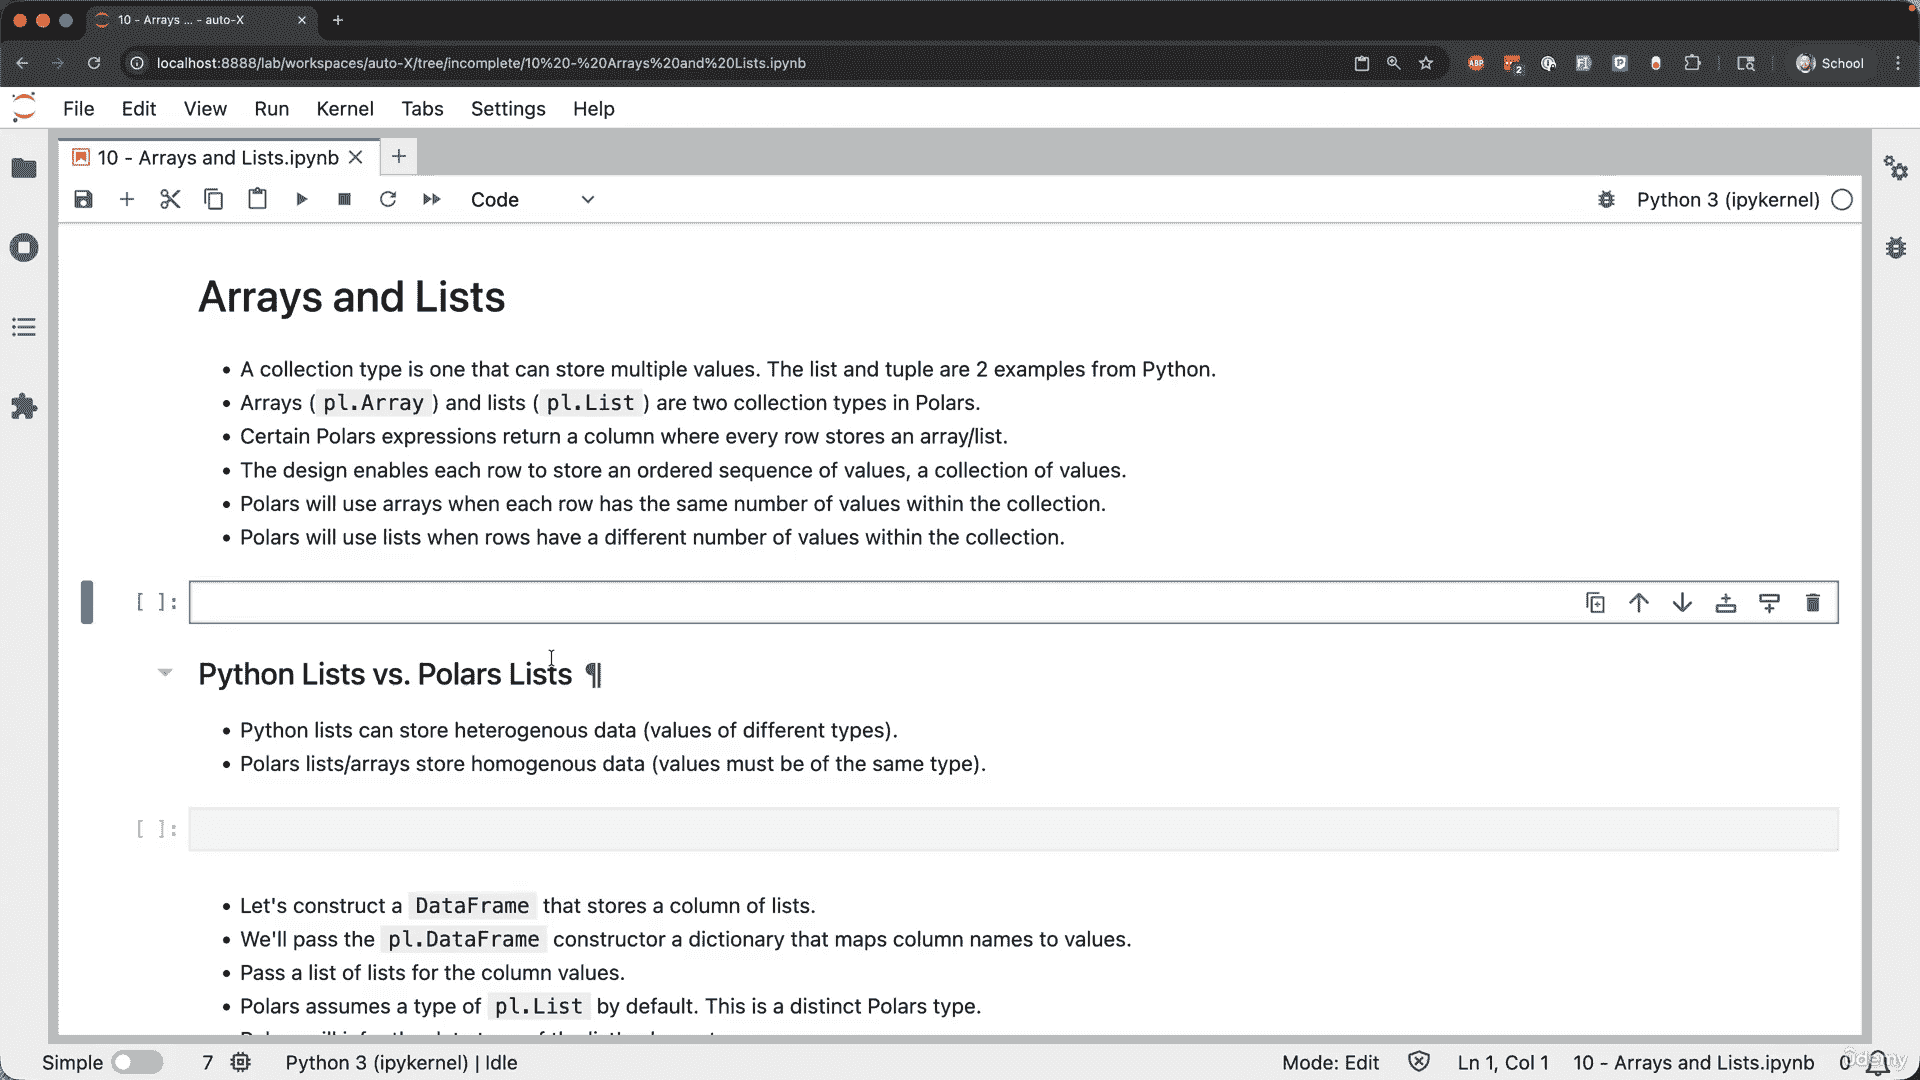 10 - Arrays ... - auto-X
localhost:8888/lab/workspaces/auto-X/tree/incomplete/10%20-%20Arrays%20and%20Lists.ipynb
ABP
2
School
File Edit View Run Kernel Tabs Settings Help
10 - Arrays and Lists.ipynb
Code
Python 3 (ipykernel)
Arrays and Lists
• A collection type is one that can store multiple values. The list and tuple are 2 examples from Python.
• Arrays ( pl.Array ) and lists ( pl.List ) are two collection types in Polars.
• Certain Polars expressions return a column where every row stores an array/list.
• The design enables each row to store an ordered sequence of values, a collection of values.
• Polars will use arrays when each row has the same number of values within the collection.
• Polars will use lists when rows have a different number of values within the collection.
[ ]:
Python Lists vs. Polars Lists ¶
• Python lists can store heterogenous data (values of different types).
• Polars lists/arrays store homogenous data (values must be of the same type).
[ ]:
• Let's construct a DataFrame that stores a column of lists.
• We'll pass the pl.DataFrame constructor a dictionary that maps column names to values.
• Pass a list of lists for the column values.
• Polars assumes a type of pl.List by default. This is a distinct Polars type.
Simple 7 Python 3 (ipykernel) | Idle Mode: Edit Ln 1, Col 1 10 - Arrays and Lists.ipynb 0
Udemy